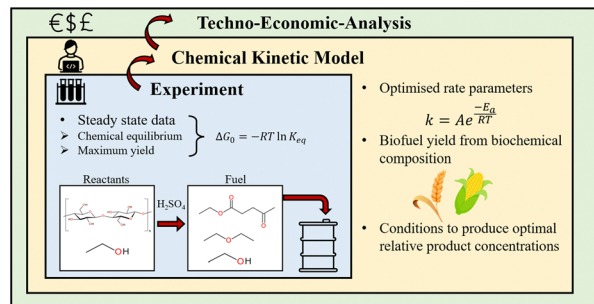 €$£
Techno-Economic-Analysis
Chemical Kinetic Model
Experiment
• Steady state data
➢ Chemical equilibrium
➢ Maximum yield
ΔG₀ = −RT ln Kₑq
Reactants
H₂SO₄
Fuel
OH
O
O
O
O
OH
• Optimised rate parameters
k = Ae^(−Eₐ/RT)
• Biofuel yield from biochemical
composition
• Conditions to produce optimal
relative product concentrations